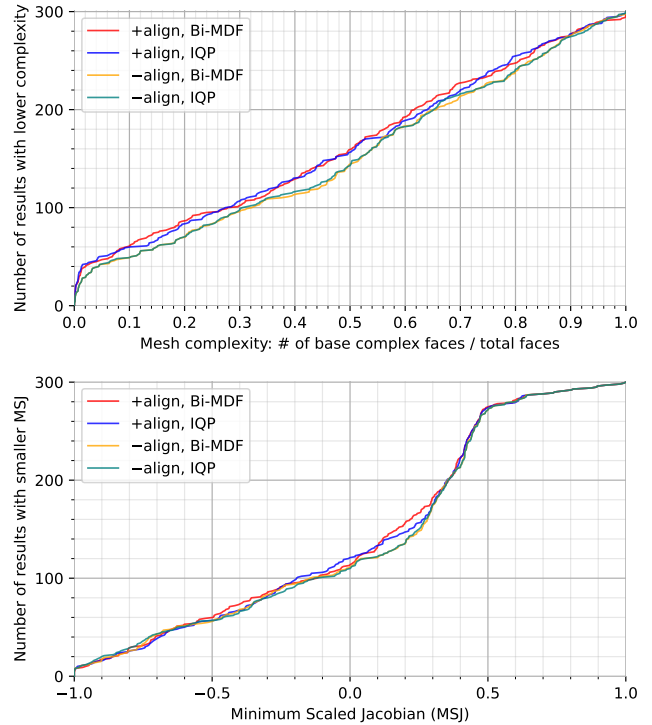 Number of results with lower complexity
300
200
100
0
+align, Bi-MDF
+align, IQP
−align, Bi-MDF
−align, IQP
0.0 0.1 0.2 0.3 0.4 0.5 0.6 0.7 0.8 0.9 1.0
Mesh complexity: # of base complex faces / total faces
Number of results with smaller MSJ
300
200
100
0
+align, Bi-MDF
+align, IQP
−align, Bi-MDF
−align, IQP
−1.0 −0.5 0.0 0.5 1.0
Minimum Scaled Jacobian (MSJ)